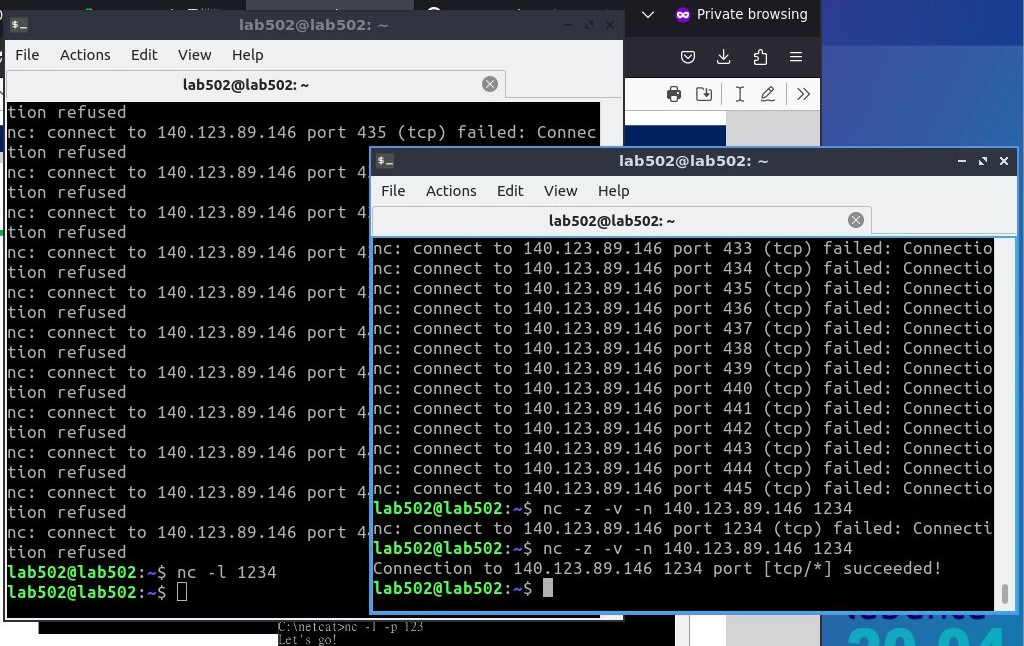 lab502@lab502: ~
Private browsing
File Actions Edit View Help
lab502@lab502: ~
tion refused
nc: connect to 140.123.89.146 port 435 (tcp) failed: Connec
tion refused
nc: connect to 140.123.89.146 port 4
tion refused
nc: connect to 140.123.89.146 port 4
tion refused
nc: connect to 140.123.89.146 port 4
tion refused
nc: connect to 140.123.89.146 port 4
tion refused
nc: connect to 140.123.89.146 port 4
tion refused
nc: connect to 140.123.89.146 port 4
tion refused
nc: connect to 140.123.89.146 port 4
tion refused
nc: connect to 140.123.89.146 port 4
tion refused
nc: connect to 140.123.89.146 port 4
tion refused
nc: connect to 140.123.89.146 port 4
tion refused
lab502@lab502:~$ nc -l 1234
lab502@lab502:~$
lab502@lab502: ~
File Actions Edit View Help
lab502@lab502: ~
nc: connect to 140.123.89.146 port 433 (tcp) failed: Connectio
nc: connect to 140.123.89.146 port 434 (tcp) failed: Connectio
nc: connect to 140.123.89.146 port 435 (tcp) failed: Connectio
nc: connect to 140.123.89.146 port 436 (tcp) failed: Connectio
nc: connect to 140.123.89.146 port 437 (tcp) failed: Connectio
nc: connect to 140.123.89.146 port 438 (tcp) failed: Connectio
nc: connect to 140.123.89.146 port 439 (tcp) failed: Connectio
nc: connect to 140.123.89.146 port 440 (tcp) failed: Connectio
nc: connect to 140.123.89.146 port 441 (tcp) failed: Connectio
nc: connect to 140.123.89.146 port 442 (tcp) failed: Connectio
nc: connect to 140.123.89.146 port 443 (tcp) failed: Connectio
nc: connect to 140.123.89.146 port 444 (tcp) failed: Connectio
nc: connect to 140.123.89.146 port 445 (tcp) failed: Connectio
lab502@lab502:~$ nc -z -v -n 140.123.89.146 1234
nc: connect to 140.123.89.146 port 1234 (tcp) failed: Connecti
lab502@lab502:~$ nc -z -v -n 140.123.89.146 1234
Connection to 140.123.89.146 1234 port [tcp/*] succeeded!
lab502@lab502:~$
C:\netcat>nc -l -p 123
Let's go!
20.04